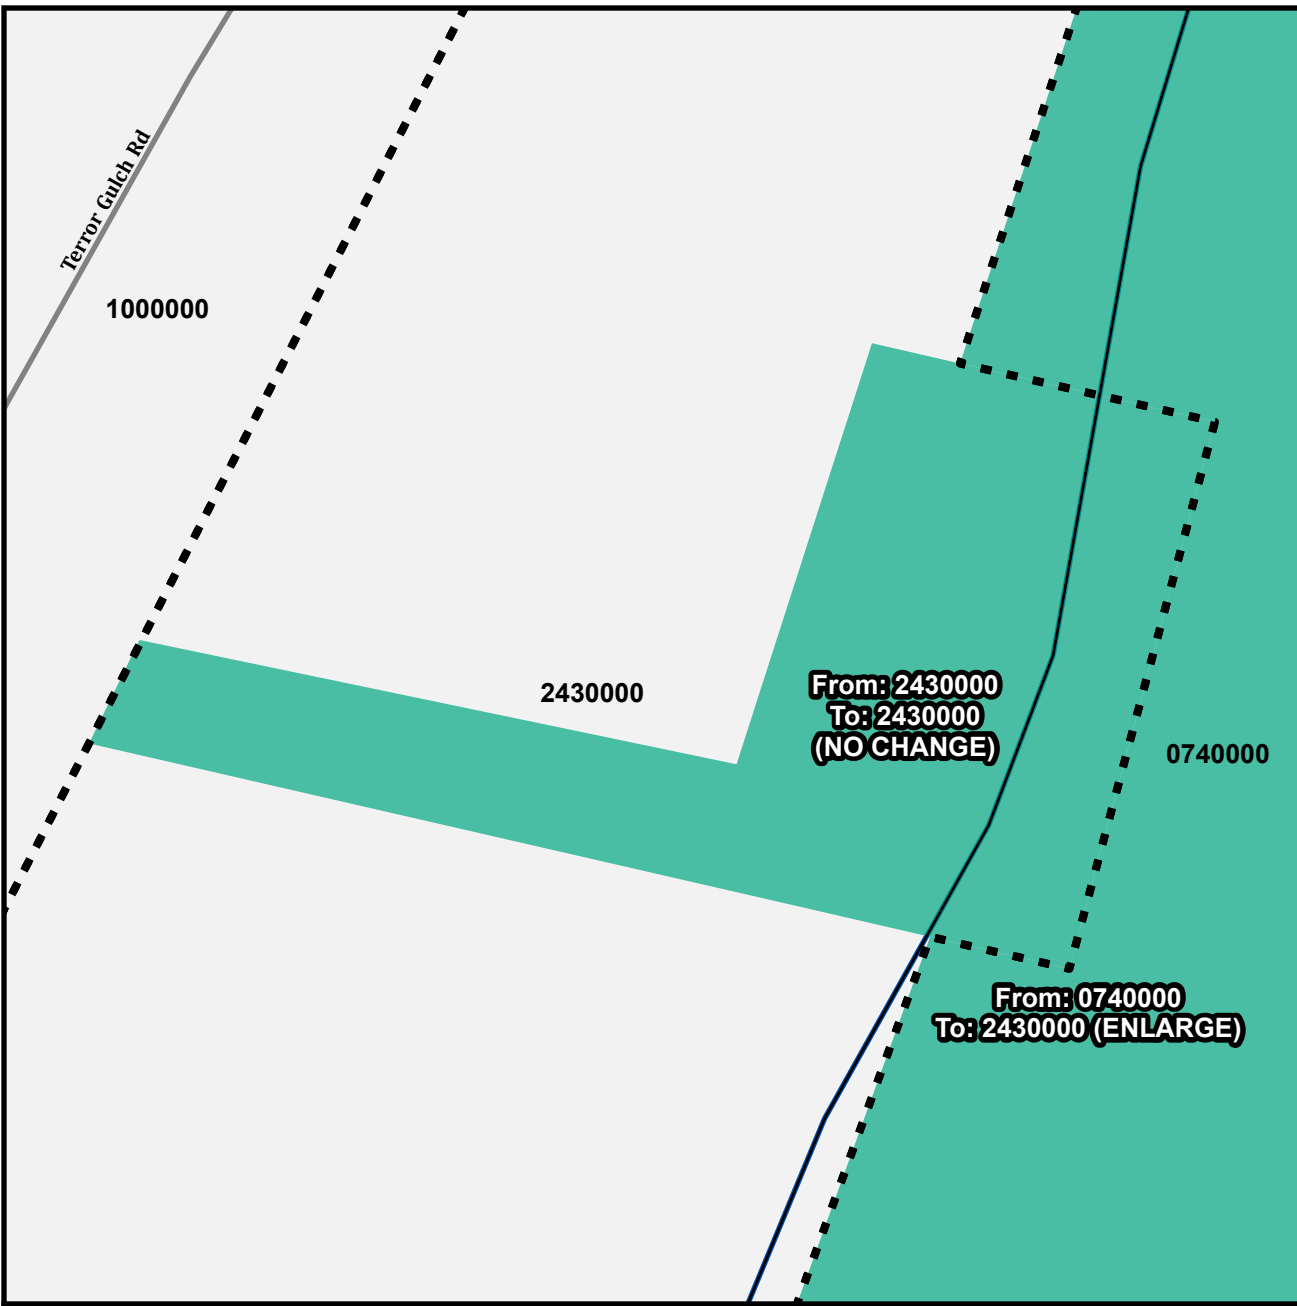 Terror Gulch Rd
1000000
2430000
From: 2430000
To: 2430000
(NO CHANGE)
0740000
From: 0740000
To: 2430000 (ENLARGE)